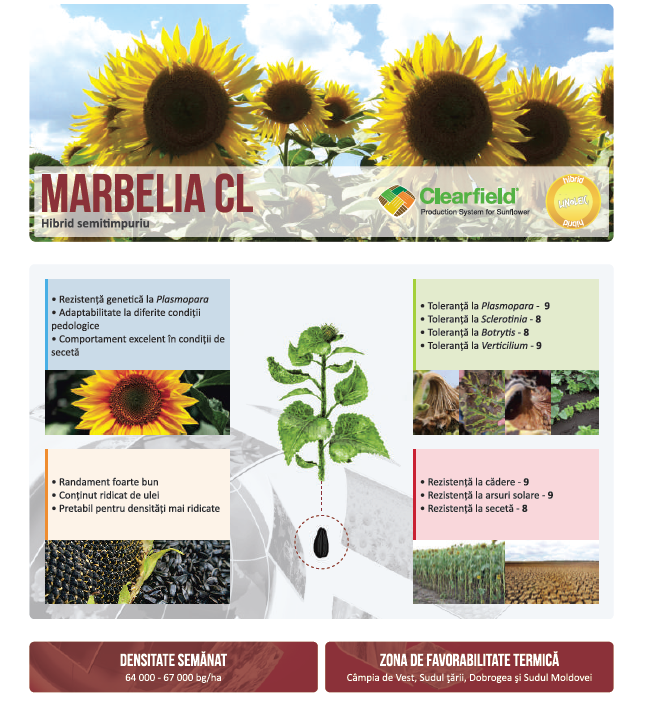 MARBELIA CL
Hibrid semitimpuriu
Clearfield®
Production System for Sunflower
hibrid
LINOLEIC
hibrid
• Rezistență genetică la Plasmopara
• Adaptabilitate la diferite condiții
pedologice
• Comportament excelent în condiții de
secetă
• Toleranță la Plasmopara - 9
• Toleranță la Sclerotinia - 8
• Toleranță la Botrytis - 8
• Toleranță la Verticilium - 9
• Randament foarte bun
• Conținut ridicat de ulei
• Pretabil pentru densități mai ridicate
• Rezistență la cădere - 9
• Rezistență la arsuri solare - 9
• Rezistență la secetă - 8
DENSITATE SEMĂNAT
64 000 - 67 000 bg/ha
ZONA DE FAVORABILITATE TERMICĂ
Câmpia de Vest, Sudul ţării, Dobrogea şi Sudul Moldovei